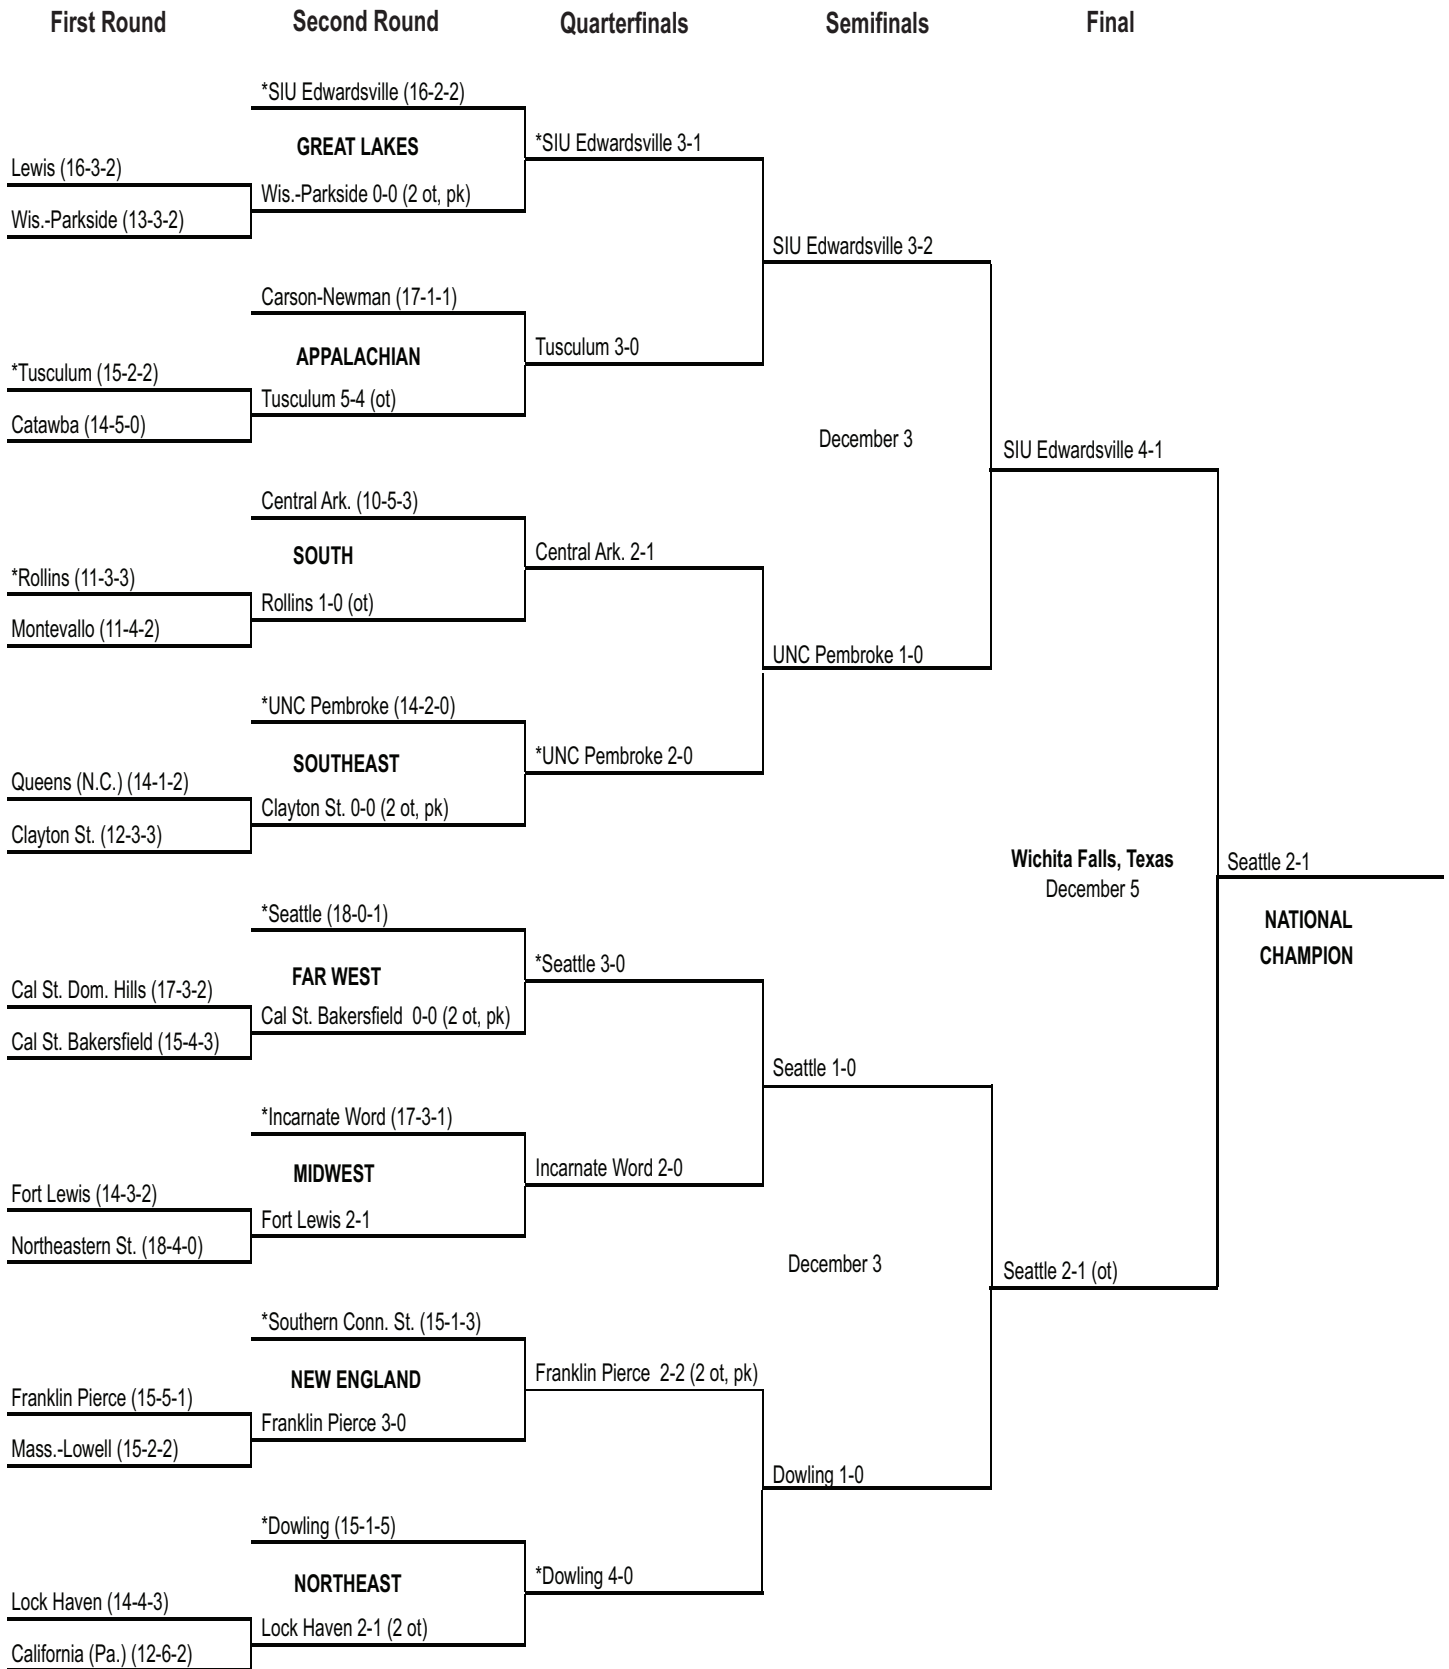 First Round
Second Round
Quarterfinals
Semifinals
Final
*SIU Edwardsville (16-2-2)
GREAT LAKES
*SIU Edwardsville 3-1
Lewis (16-3-2)
Wis.-Parkside 0-0 (2 ot, pk)
Wis.-Parkside (13-3-2)
SIU Edwardsville 3-2
Carson-Newman (17-1-1)
APPALACHIAN
Tusculum 3-0
*Tusculum (15-2-2)
Tusculum 5-4 (ot)
Catawba (14-5-0)
December 3
SIU Edwardsville 4-1
Central Ark. (10-5-3)
SOUTH
Central Ark. 2-1
*Rollins (11-3-3)
Rollins 1-0 (ot)
Montevallo (11-4-2)
UNC Pembroke 1-0
*UNC Pembroke (14-2-0)
SOUTHEAST
*UNC Pembroke 2-0
Queens (N.C.) (14-1-2)
Clayton St. 0-0 (2 ot, pk)
Clayton St. (12-3-3)
Wichita Falls, Texas
December 5
Seattle 2-1
NATIONAL
CHAMPION
*Seattle (18-0-1)
FAR WEST
*Seattle 3-0
Cal St. Dom. Hills (17-3-2)
Cal St. Bakersfield 0-0 (2 ot, pk)
Cal St. Bakersfield (15-4-3)
Seattle 1-0
*Incarnate Word (17-3-1)
MIDWEST
Incarnate Word 2-0
Fort Lewis (14-3-2)
Fort Lewis 2-1
Northeastern St. (18-4-0)
December 3
Seattle 2-1 (ot)
*Southern Conn. St. (15-1-3)
NEW ENGLAND
Franklin Pierce 2-2 (2 ot, pk)
Franklin Pierce (15-5-1)
Franklin Pierce 3-0
Mass.-Lowell (15-2-2)
Dowling 1-0
*Dowling (15-1-5)
NORTHEAST
*Dowling 4-0
Lock Haven (14-4-3)
Lock Haven 2-1 (2 ot)
California (Pa.) (12-6-2)